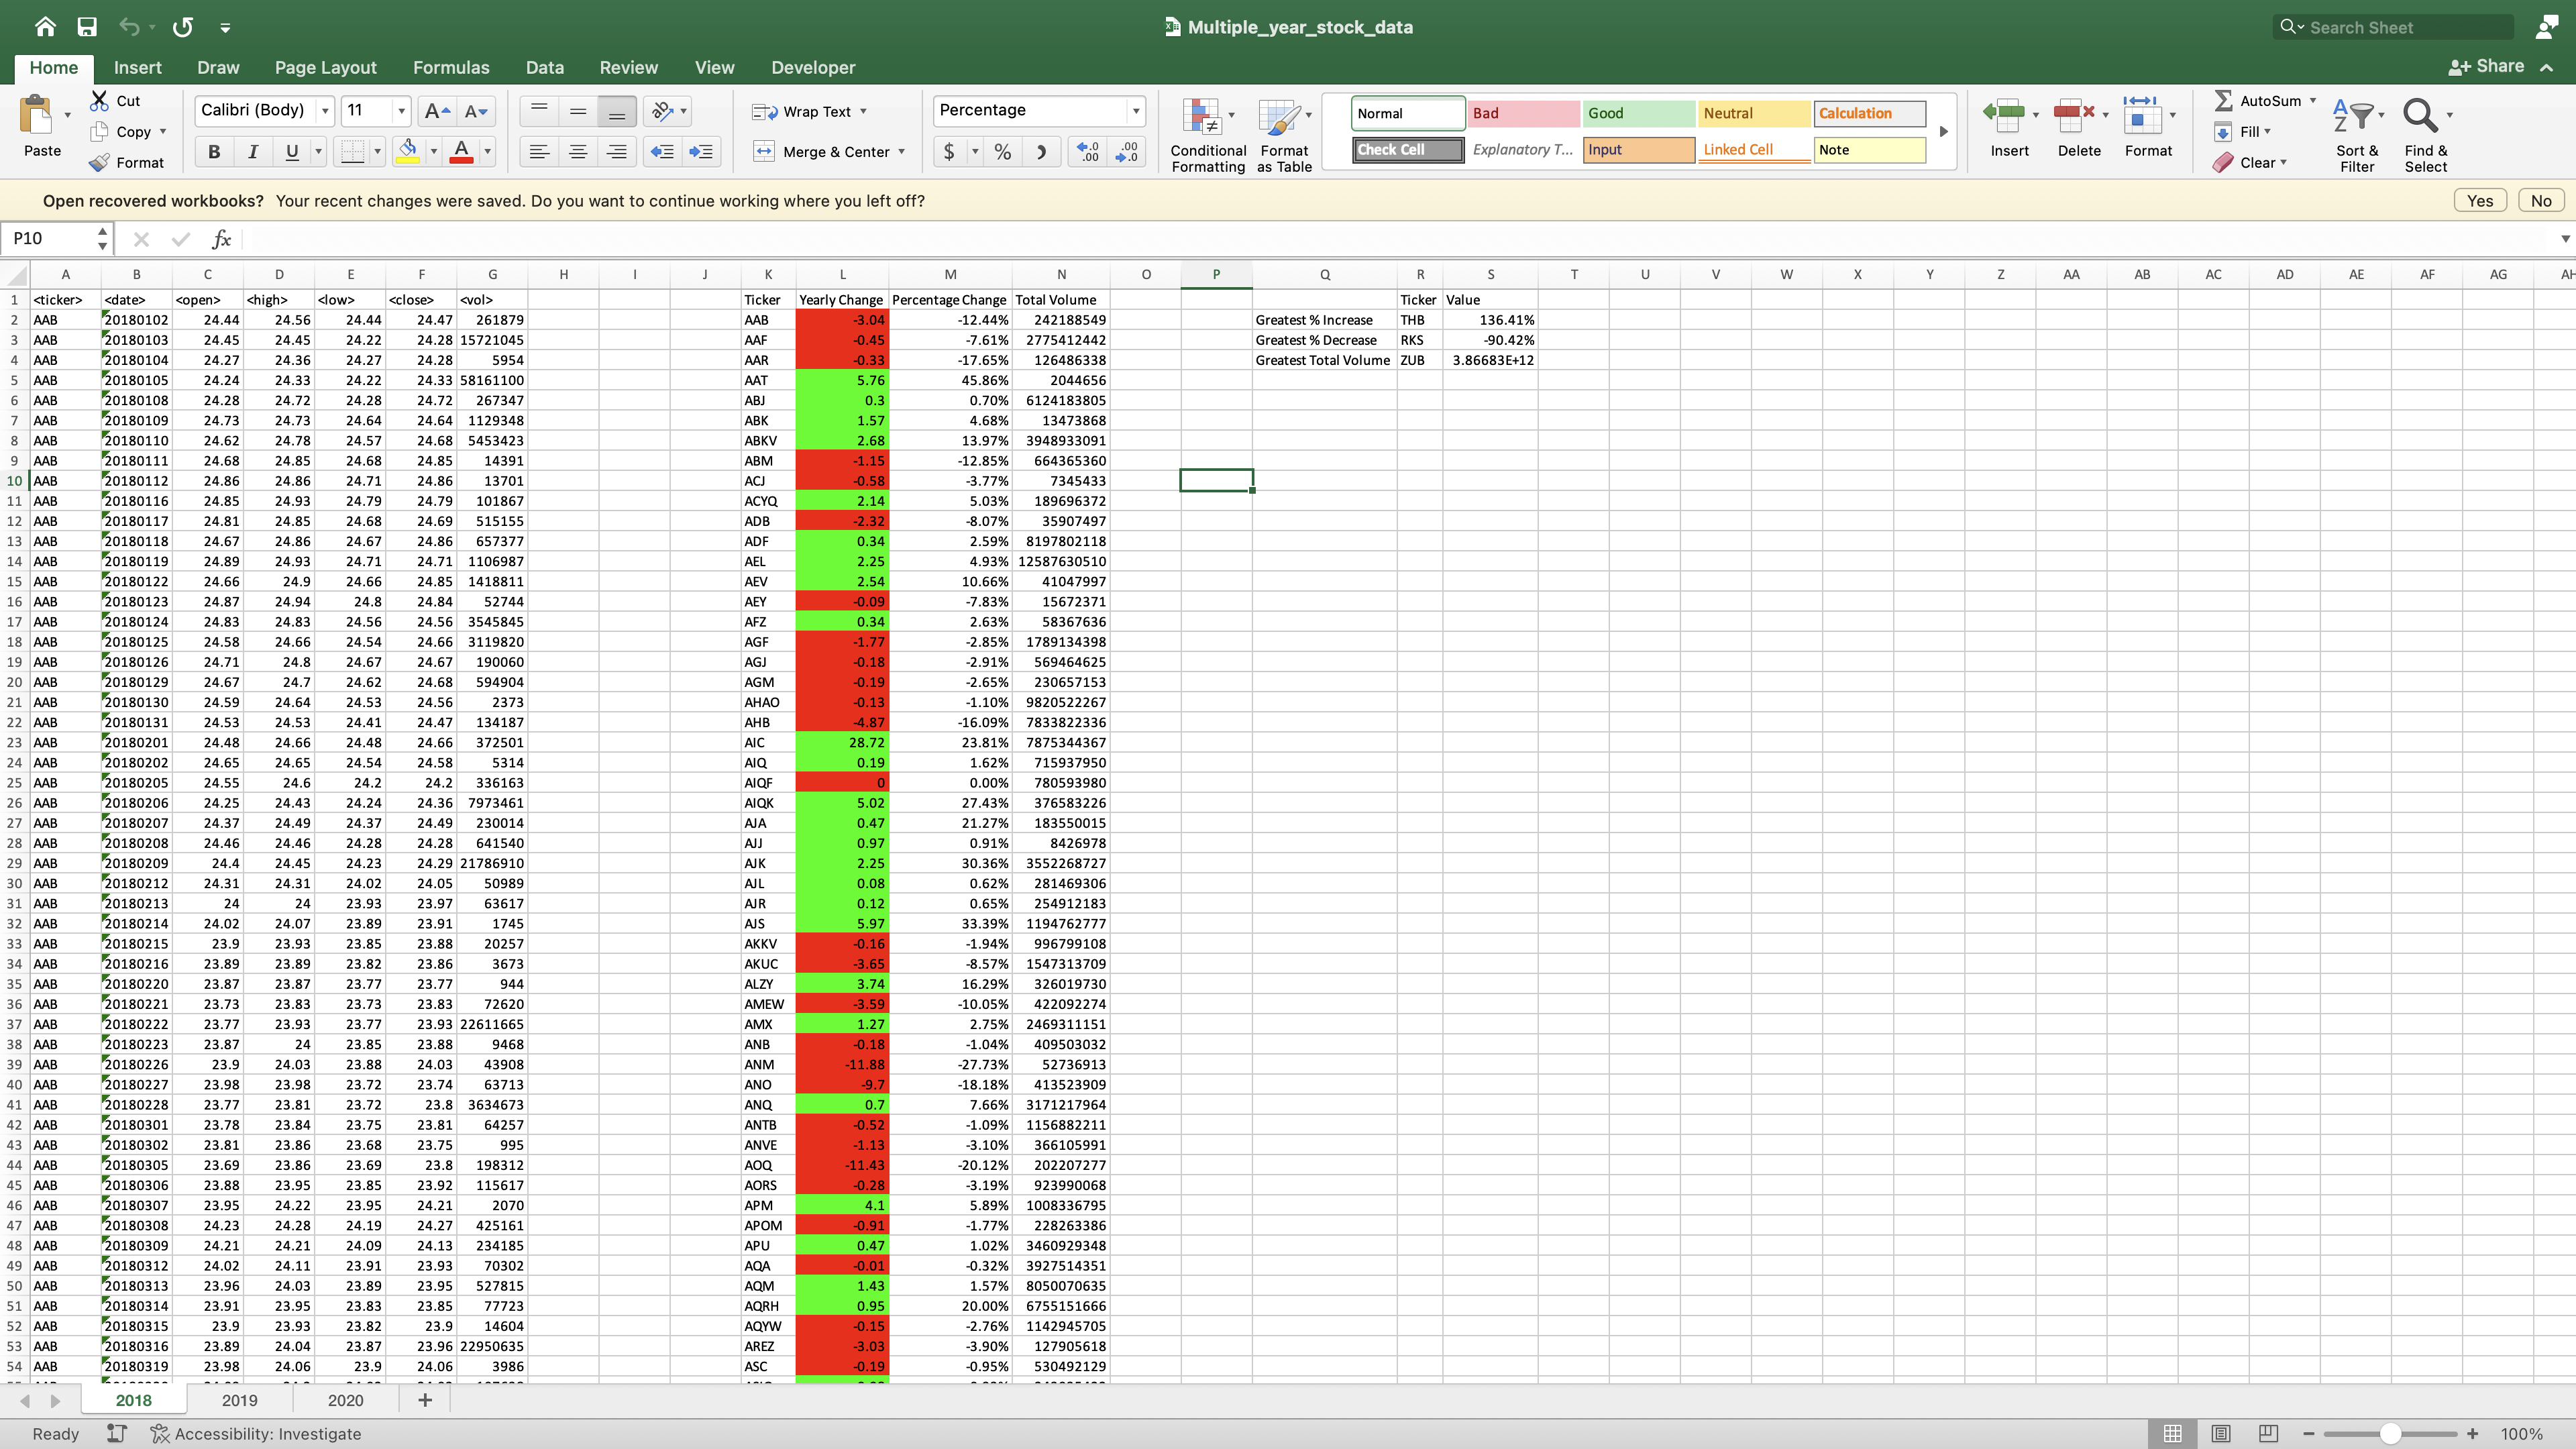 Multiple_year_stock_data
Search Sheet
Home Insert Draw Page Layout Formulas Data Review View Developer
Share
Paste
Cut
Copy
Format
Calibri (Body) 11
Wrap Text
Merge & Center
Percentage
Conditional Formatting
Format as Table
Normal Bad Good Neutral Calculation
Check Cell Explanatory T... Input Linked Cell Note
Insert Delete Format
AutoSum
Fill
Clear
Sort & Filter
Find & Select
Open recovered workbooks? Your recent changes were saved. Do you want to continue working where you left off? Yes No
P10 fx
A B C D E F G H I J K L M N O P Q R S T U V W X Y Z AA AB AC AD AE AF AG AH
1 <ticker> <date> <open> <high> <low> <close> <vol> Ticker Yearly Change Percentage Change Total Volume Ticker Value
2 AAB 20180102 24.44 24.56 24.44 24.47 261879 AAB -3.04 -12.44% 242188549 Greatest % Increase THB 136.41%
3 AAB 20180103 24.45 24.45 24.22 24.28 15721045 AAF -0.45 -7.61% 2775412442 Greatest % Decrease RKS -90.42%
4 AAB 20180104 24.27 24.36 24.27 24.28 5954 AAR -0.33 -17.65% 126486338 Greatest Total Volume ZUB 3.86683E+12
5 AAB 20180105 24.24 24.33 24.22 24.33 58161100 AAT 5.76 45.86% 2044656
6 AAB 20180108 24.28 24.72 24.28 24.72 267347 ABJ 0.3 0.70% 6124183805
7 AAB 20180109 24.73 24.73 24.64 24.64 1129348 ABK 1.57 4.68% 13473868
8 AAB 20180110 24.62 24.78 24.57 24.68 5453423 ABKV 2.68 13.97% 3948933091
9 AAB 20180111 24.68 24.85 24.68 24.85 14391 ABM -1.15 -12.85% 664365360
10 AAB 20180112 24.86 24.86 24.71 24.86 13701 ACJ -0.58 -3.77% 7345433
11 AAB 20180116 24.85 24.93 24.79 24.79 101867 ACYQ 2.14 5.03% 189696372
12 AAB 20180117 24.81 24.85 24.68 24.69 515155 ADB -2.32 -8.07% 35907497
13 AAB 20180118 24.67 24.86 24.67 24.86 657377 ADF 0.34 2.59% 8197802118
14 AAB 20180119 24.89 24.93 24.71 24.71 1106987 AEL 2.25 4.93% 12587630510
15 AAB 20180122 24.66 24.9 24.66 24.85 1418811 AEV 2.54 10.66% 41047997
16 AAB 20180123 24.87 24.94 24.8 24.84 52744 AEY -0.09 -7.83% 15672371
17 AAB 20180124 24.83 24.83 24.56 24.56 3545845 AFZ 0.34 2.63% 58367636
18 AAB 20180125 24.58 24.66 24.54 24.66 3119820 AGF -1.77 -2.85% 1789134398
19 AAB 20180126 24.71 24.8 24.67 24.67 190060 AGJ -0.18 -2.91% 569464625
20 AAB 20180129 24.67 24.7 24.62 24.68 594904 AGM -0.19 -2.65% 230657153
21 AAB 20180130 24.59 24.64 24.53 24.56 2373 AHAO -0.13 -1.10% 9820522267
22 AAB 20180131 24.53 24.53 24.41 24.47 134187 AHB -4.87 -16.09% 7833822336
23 AAB 20180201 24.48 24.66 24.48 24.66 372501 AIC 28.72 23.81% 7875344367
24 AAB 20180202 24.65 24.65 24.54 24.58 5314 AIQ 0.19 1.62% 715937950
25 AAB 20180205 24.55 24.6 24.2 24.2 336163 AIQF 0 0.00% 780593980
26 AAB 20180206 24.25 24.43 24.24 24.36 7973461 AIQK 5.02 27.43% 376583226
27 AAB 20180207 24.37 24.49 24.37 24.49 230014 AJA 0.47 21.27% 183550015
28 AAB 20180208 24.46 24.46 24.28 24.28 641540 AJJ 0.97 0.91% 8426978
29 AAB 20180209 24.4 24.45 24.23 24.29 21786910 AJK 2.25 30.36% 3552268727
30 AAB 20180212 24.31 24.31 24.02 24.05 50989 AJL 0.08 0.62% 281469306
31 AAB 20180213 24 24 23.93 23.97 63617 AJR 0.12 0.65% 254912183
32 AAB 20180214 24.02 24.07 23.89 23.91 1745 AJS 5.97 33.39% 1194762777
33 AAB 20180215 23.9 23.93 23.85 23.88 20257 AKKV -0.16 -1.94% 996799108
34 AAB 20180216 23.89 23.89 23.82 23.86 3673 AKUC -3.65 -8.57% 1547313709
35 AAB 20180220 23.87 23.87 23.77 23.77 944 ALZY 3.74 16.29% 326019730
36 AAB 20180221 23.73 23.83 23.73 23.83 72620 AMEW -3.59 -10.05% 422092274
37 AAB 20180222 23.77 23.93 23.77 23.93 22611665 AMX 1.27 2.75% 2469311151
38 AAB 20180223 23.87 24 23.85 23.88 9468 ANB -0.18 -1.04% 409503032
39 AAB 20180226 23.9 24.03 23.88 24.03 43908 ANM -11.88 -27.73% 52736913
40 AAB 20180227 23.98 23.98 23.72 23.74 63713 ANO -9.7 -18.18% 413523909
41 AAB 20180228 23.77 23.81 23.72 23.8 3634673 ANQ 0.7 7.66% 3171217964
42 AAB 20180301 23.78 23.84 23.75 23.81 64257 ANTB -0.52 -1.09% 1156882211
43 AAB 20180302 23.81 23.86 23.68 23.75 995 ANVE -1.13 -3.10% 366105991
44 AAB 20180305 23.69 23.86 23.69 23.8 198312 AOQ -11.43 -20.12% 202207277
45 AAB 20180306 23.88 23.95 23.85 23.92 115617 AORS -0.28 -3.19% 923990068
46 AAB 20180307 23.95 24.22 23.95 24.21 2070 APM 4.1 5.89% 1008336795
47 AAB 20180308 24.23 24.28 24.19 24.27 425161 APOM -0.91 -1.77% 228263386
48 AAB 20180309 24.21 24.21 24.09 24.13 234185 APU 0.47 1.02% 3460929348
49 AAB 20180312 24.02 24.11 23.91 23.93 70302 AQA -0.01 -0.32% 3927514351
50 AAB 20180313 23.96 24.03 23.89 23.95 527815 AQM 1.43 1.57% 8050070635
51 AAB 20180314 23.91 23.95 23.83 23.85 77723 AQRH 0.95 20.00% 6755151666
52 AAB 20180315 23.9 23.93 23.82 23.9 14604 AQYW -0.15 -2.76% 1142945705
53 AAB 20180316 23.89 24.04 23.87 23.96 22950635 AREZ -3.03 -3.90% 127905618
54 AAB 20180319 23.98 24.06 23.9 24.06 3986 ASC -0.19 -0.95% 530492129
2018 2019 2020 +
Ready Accessibility: Investigate 100%